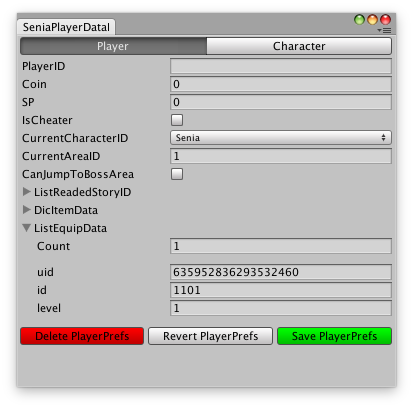 SeniaPlayerDataI
Player Character
PlayerID
Coin 0
SP 0
IsCheater
CurrentCharacterID Senia
CurrentAreaID 1
CanJumpToBossArea
ListReadedStoryID
DicItemData
ListEquipData
Count 1
uid 635952836293532460
id 1101
level 1
Delete PlayerPrefs Revert PlayerPrefs Save PlayerPrefs